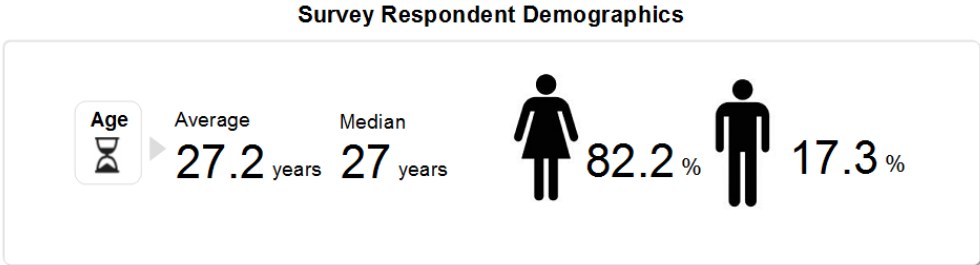 Survey Respondent Demographics
Age
Average
27.2 years
Median
27 years
82.2 %
17.3 %